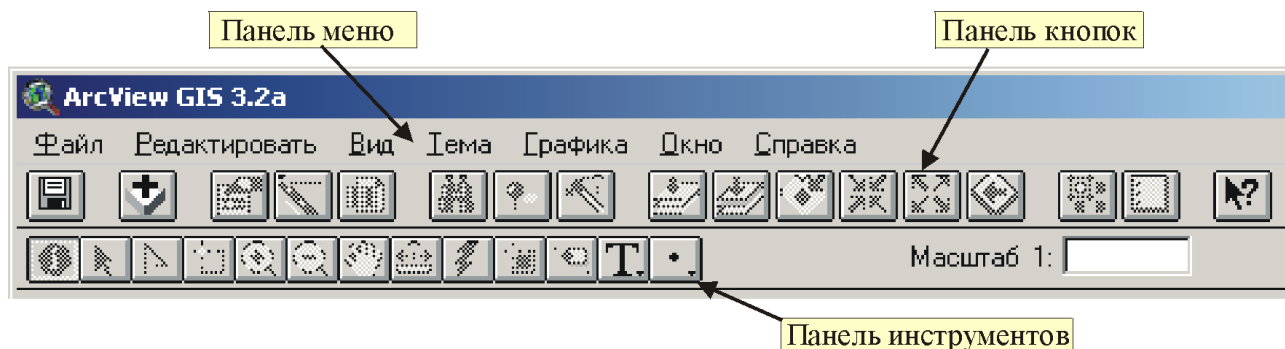 Панель меню
Панель кнопок
ArcView GIS 3.2a
Файл Редактировать Вид Тема Графика Окно Справка
T
Масштаб 1:
Панель инструментов